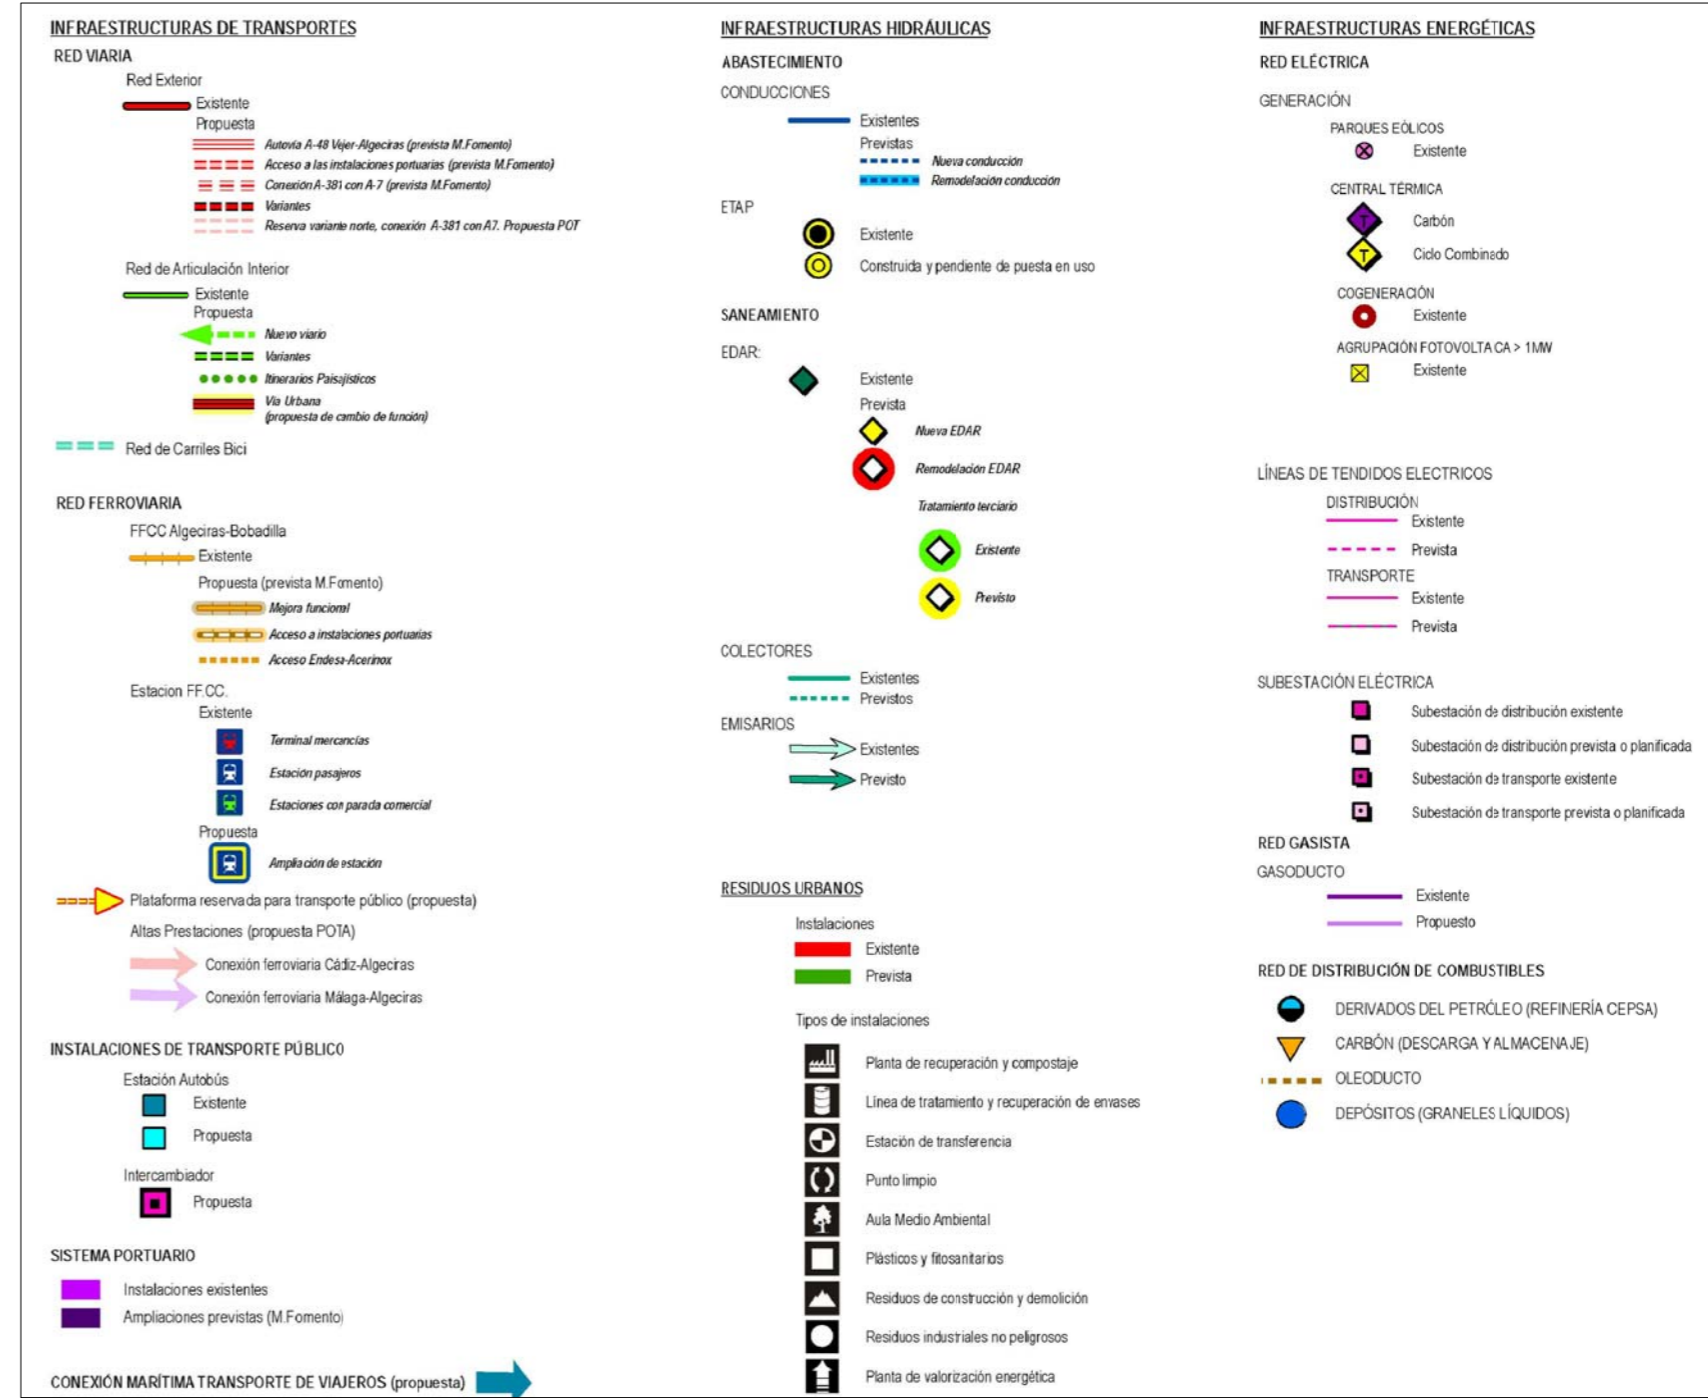 INFRAESTRUCTURAS DE TRANSPORTES
RED VIARIA
Red Exterior
Existente
Propuesta
Autovía A-48 Vejer-Algeciras (prevista M.Fomento)
Acceso a las instalaciones portuarias (prevista M.Fomento)
Conexión A-381 con A-7 (prevista M.Fomento)
Variantes
Reserva variante norte, conexión A-381 con A7. Propuesta POT
Red de Articulación Interior
Existente
Propuesta
Nuevo viario
Variantes
Itinerarios Paisajísticos
Vía Urbana
(propuesta de cambio de función)
Red de Carriles Bici
RED FERROVIARIA
FFCC Algeciras-Bobadilla
Existente
Propuesta (prevista M.Fomento)
Mejora funcional
Acceso a instalaciones portuarias
Acceso Endesa-Acerinox
Estacion FF.CC.
Existente
Terminal mercancías
Estación pasajeros
Estaciones con parada comercial
Propuesta
Ampliación de estación
Plataforma reservada para transporte público (propuesta)
Altas Prestaciones (propuesta POTA)
Conexión ferroviaria Cádiz-Algeciras
Conexión ferroviaria Málaga-Algeciras
INSTALACIONES DE TRANSPORTE PÚBLICO
Estación Autobús
Existente
Propuesta
Intercambiador
Propuesta
SISTEMA PORTUARIO
Instalaciones existentes
Ampliaciones previstas (M.Fomento)
CONEXIÓN MARÍTIMA TRANSPORTE DE VIAJEROS (propuesta)
INFRAESTRUCTURAS HIDRÁULICAS
ABASTECIMIENTO
CONDUCCIONES
Existentes
Previstas
Nueva conducción
Remodelación conducción
ETAP
Existente
Construida y pendiente de puesta en uso
SANEAMIENTO
EDAR:
Existente
Prevista
Nueva EDAR
Remodelación EDAR
Tratamiento terciario
Existente
Previsto
COLECTORES
Existentes
Previstos
EMISARIOS
Existentes
Previsto
RESIDUOS URBANOS
Instalaciones
Existente
Prevista
Tipos de instalaciones
Planta de recuperación y compostaje
Línea de tratamiento y recuperación de envases
Estación de transferencia
Punto limpio
Aula Medio Ambiental
Plásticos y fitosanitarios
Residuos de construcción y demolición
Residuos industriales no peligrosos
Planta de valorización energética
INFRAESTRUCTURAS ENERGÉTICAS
RED ELÉCTRICA
GENERACIÓN
PARQUES EÓLICOS
Existente
CENTRAL TÉRMICA
T Carbón
T Ciclo Combinado
COGENERACIÓN
Existente
AGRUPACIÓN FOTOVOLTAICA > 1MW
Existente
LÍNEAS DE TENDIDOS ELECTRICOS
DISTRIBUCIÓN
Existente
Prevista
TRANSPORTE
Existente
Prevista
SUBESTACIÓN ELÉCTRICA
Subestación de distribución existente
Subestación de distribución prevista o planificada
Subestación de transporte existente
Subestación de transporte prevista o planificada
RED GASISTA
GASODUCTO
Existente
Propuesto
RED DE DISTRIBUCIÓN DE COMBUSTIBLES
DERIVADOS DEL PETRÓLEO (REFINERÍA CEPSA)
CARBÓN (DESCARGA Y ALMACENAJE)
OLEODUCTO
DEPÓSITOS (GRANELES LÍQUIDOS)